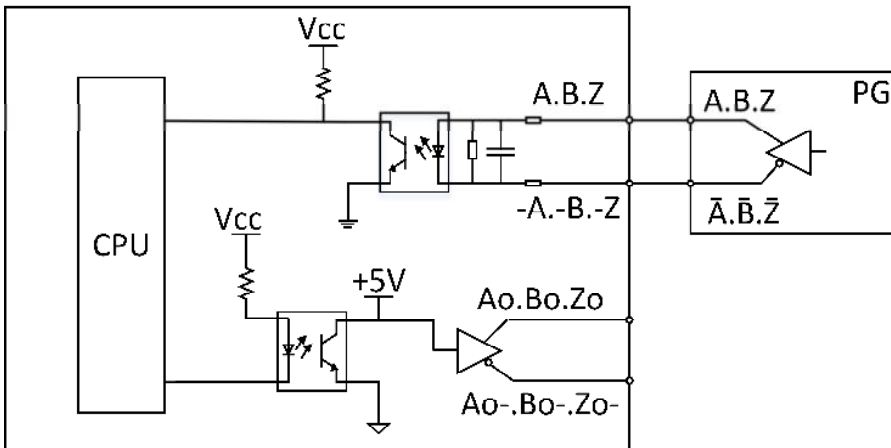 Vcc
A.B.Z
A.B.Z
PG
-A.-B.-Z
Ā.B̄.Z̄
CPU
Vcc
+5V
Ao.Bo.Zo
Ao-.Bo-.Zo-